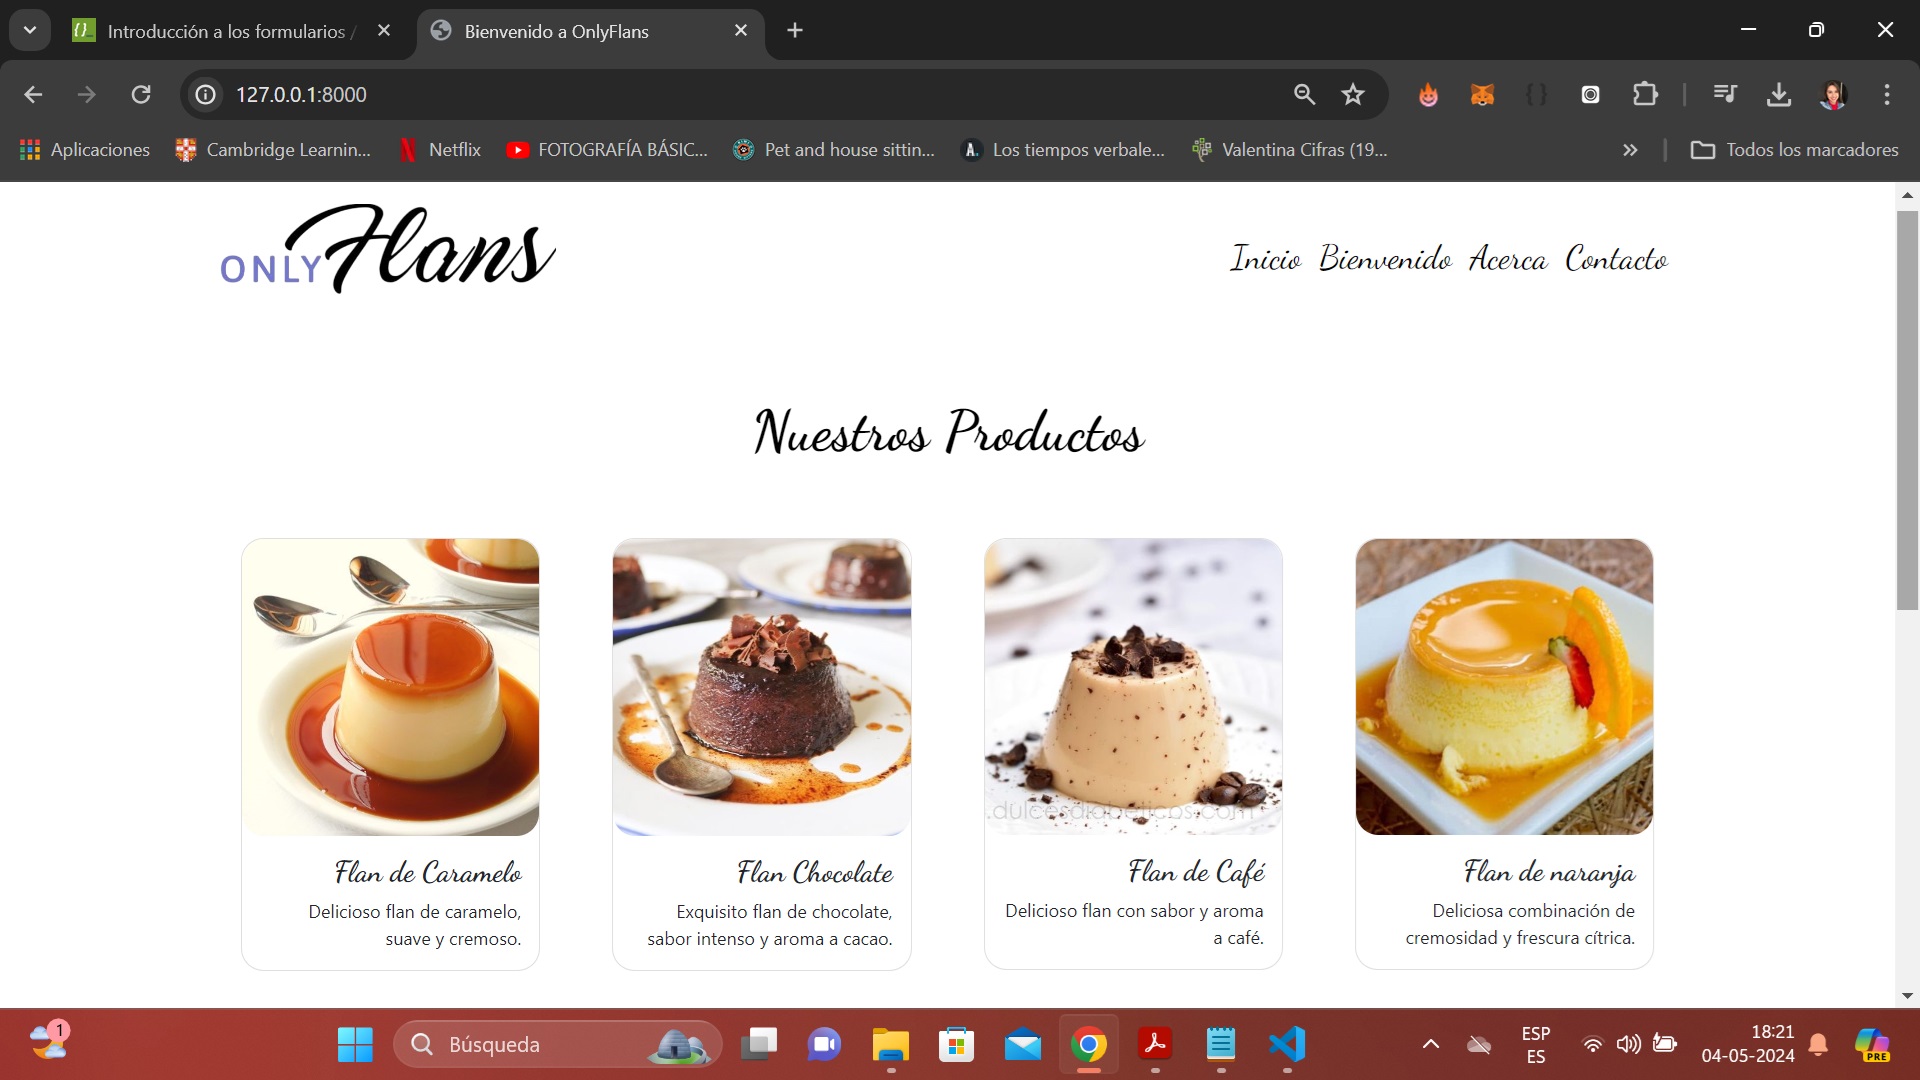 Introducción a los formularios /
Bienvenido a OnlyFlans
127.0.0.1:8000
Aplicaciones
Cambridge Learnin...
Netflix
FOTOGRAFÍA BÁSIC...
Pet and house sittin...
A.
Los tiempos verbale...
Valentina Cifras (19...
Todos los marcadores
ONLY Flans
Inicio Bienvenido Acerca Contacto
Nuestros Productos
.dulcesdiabeticos.com
Flan de Caramelo
Delicioso flan de caramelo,
suave y cremoso.
Flan Chocolate
Exquisito flan de chocolate,
sabor intenso y aroma a cacao.
Flan de Café
Delicioso flan con sabor y aroma
a café.
Flan de naranja
Deliciosa combinación de
cremosidad y frescura cítrica.
1
Búsqueda
ESP
ES
18:21
04-05-2024
PRE